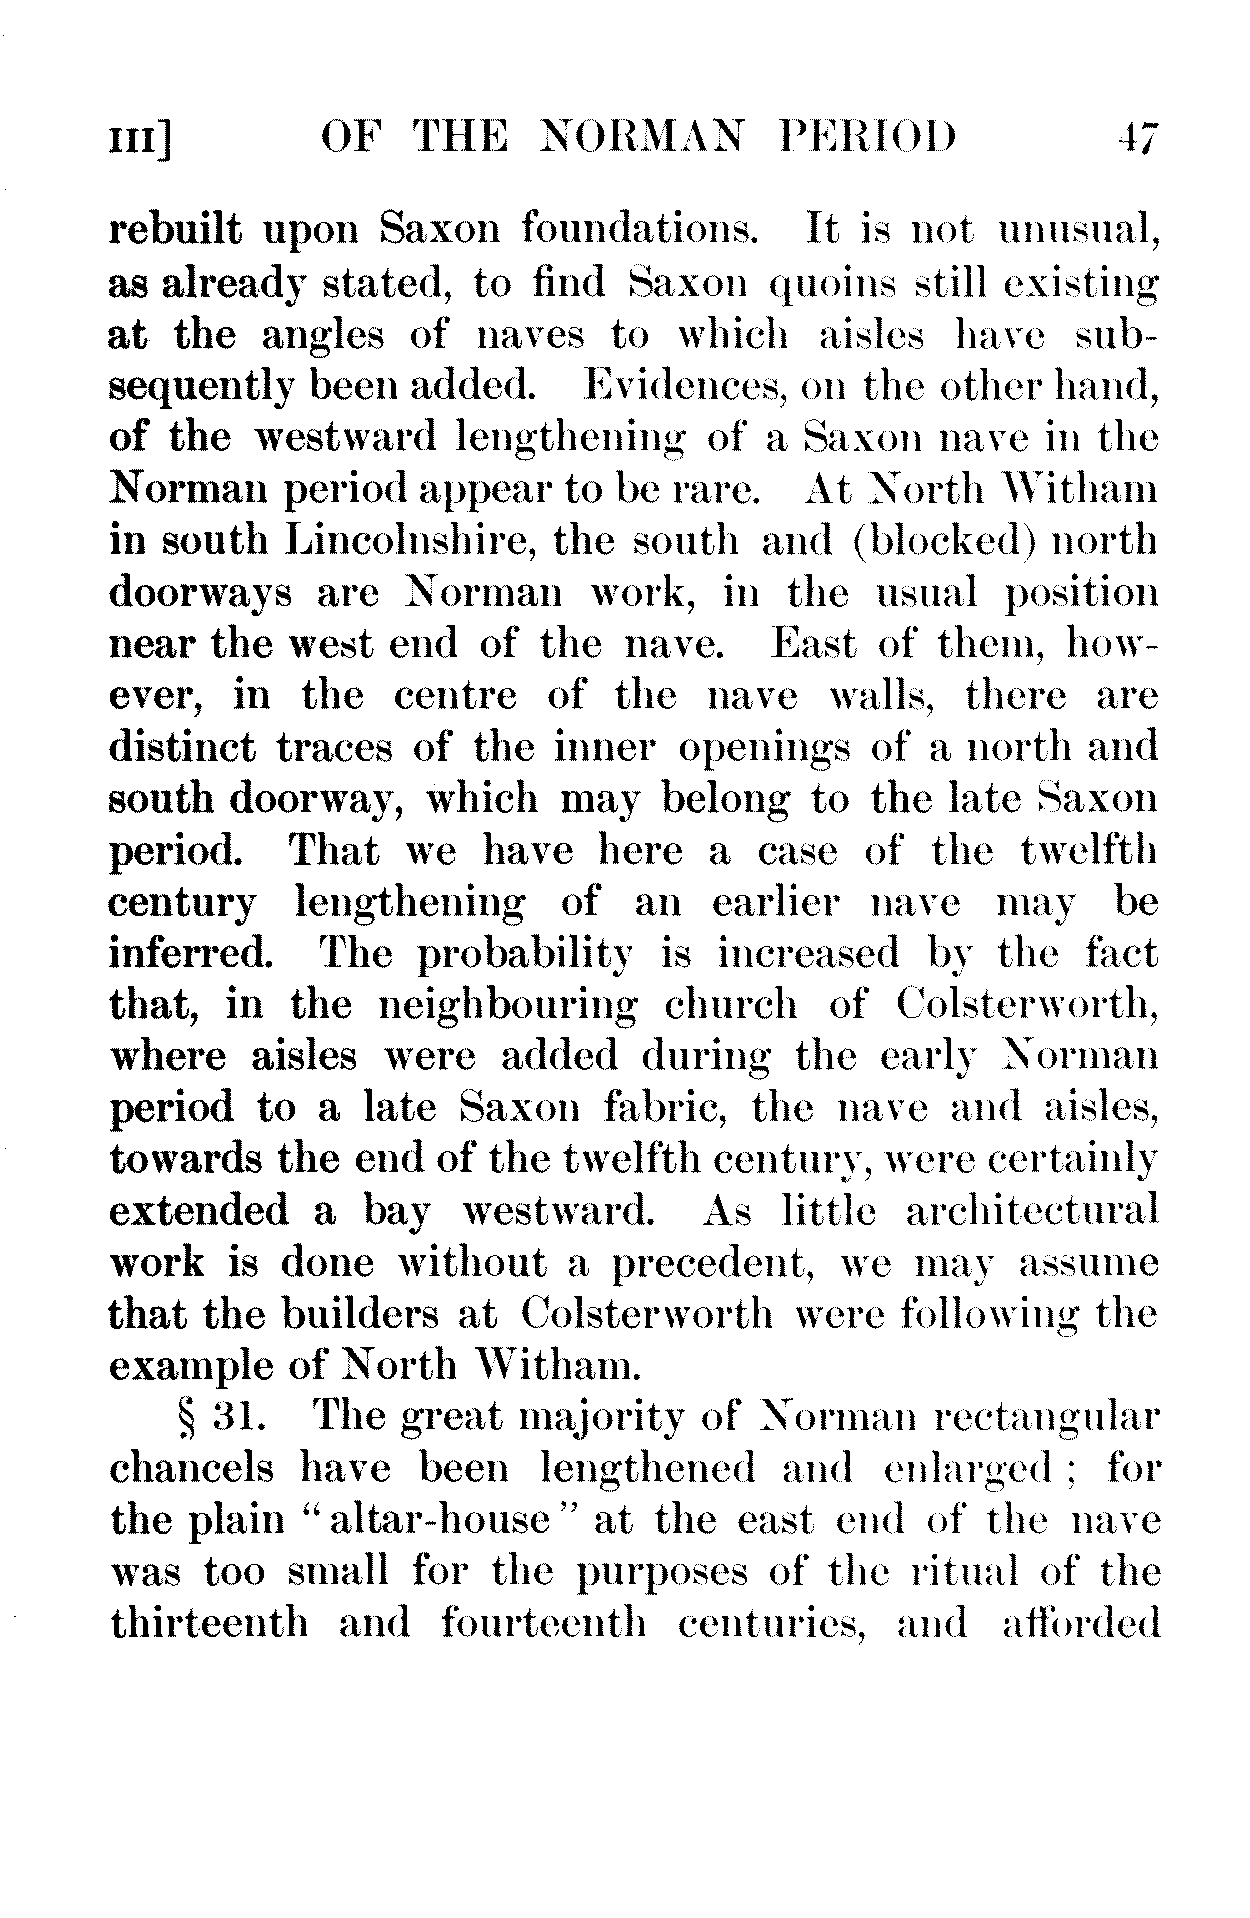 III] OF THE NORMAN PERIOD 47
rebuilt upon Saxon foundations. It is not unusual,
as already stated, to find Saxon quoins still existing
at the angles of naves to which aisles have sub-
sequently been added. Evidences, on the other hand,
of the westward lengthening of a Saxon nave in the
Norman period appear to be rare. At North Witham
in south Lincolnshire, the south and (blocked) north
doorways are Norman work, in the usual position
near the west end of the nave. East of them, how-
ever, in the centre of the nave walls, there are
distinct traces of the inner openings of a north and
south doorway, which may belong to the late Saxon
period. That we have here a case of the twelfth
century lengthening of an earlier nave may be
inferred. The probability is increased by the fact
that, in the neighbouring church of Colsterworth,
where aisles were added during the early Norman
period to a late Saxon fabric, the nave and aisles,
towards the end of the twelfth century, were certainly
extended a bay westward. As little architectural
work is done without a precedent, we may assume
that the builders at Colsterworth were following the
example of North Witham.
§ 31. The great majority of Norman rectangular
chancels have been lengthened and enlarged ; for
the plain “altar-house” at the east end of the nave
was too small for the purposes of the ritual of the
thirteenth and fourteenth centuries, and afforded